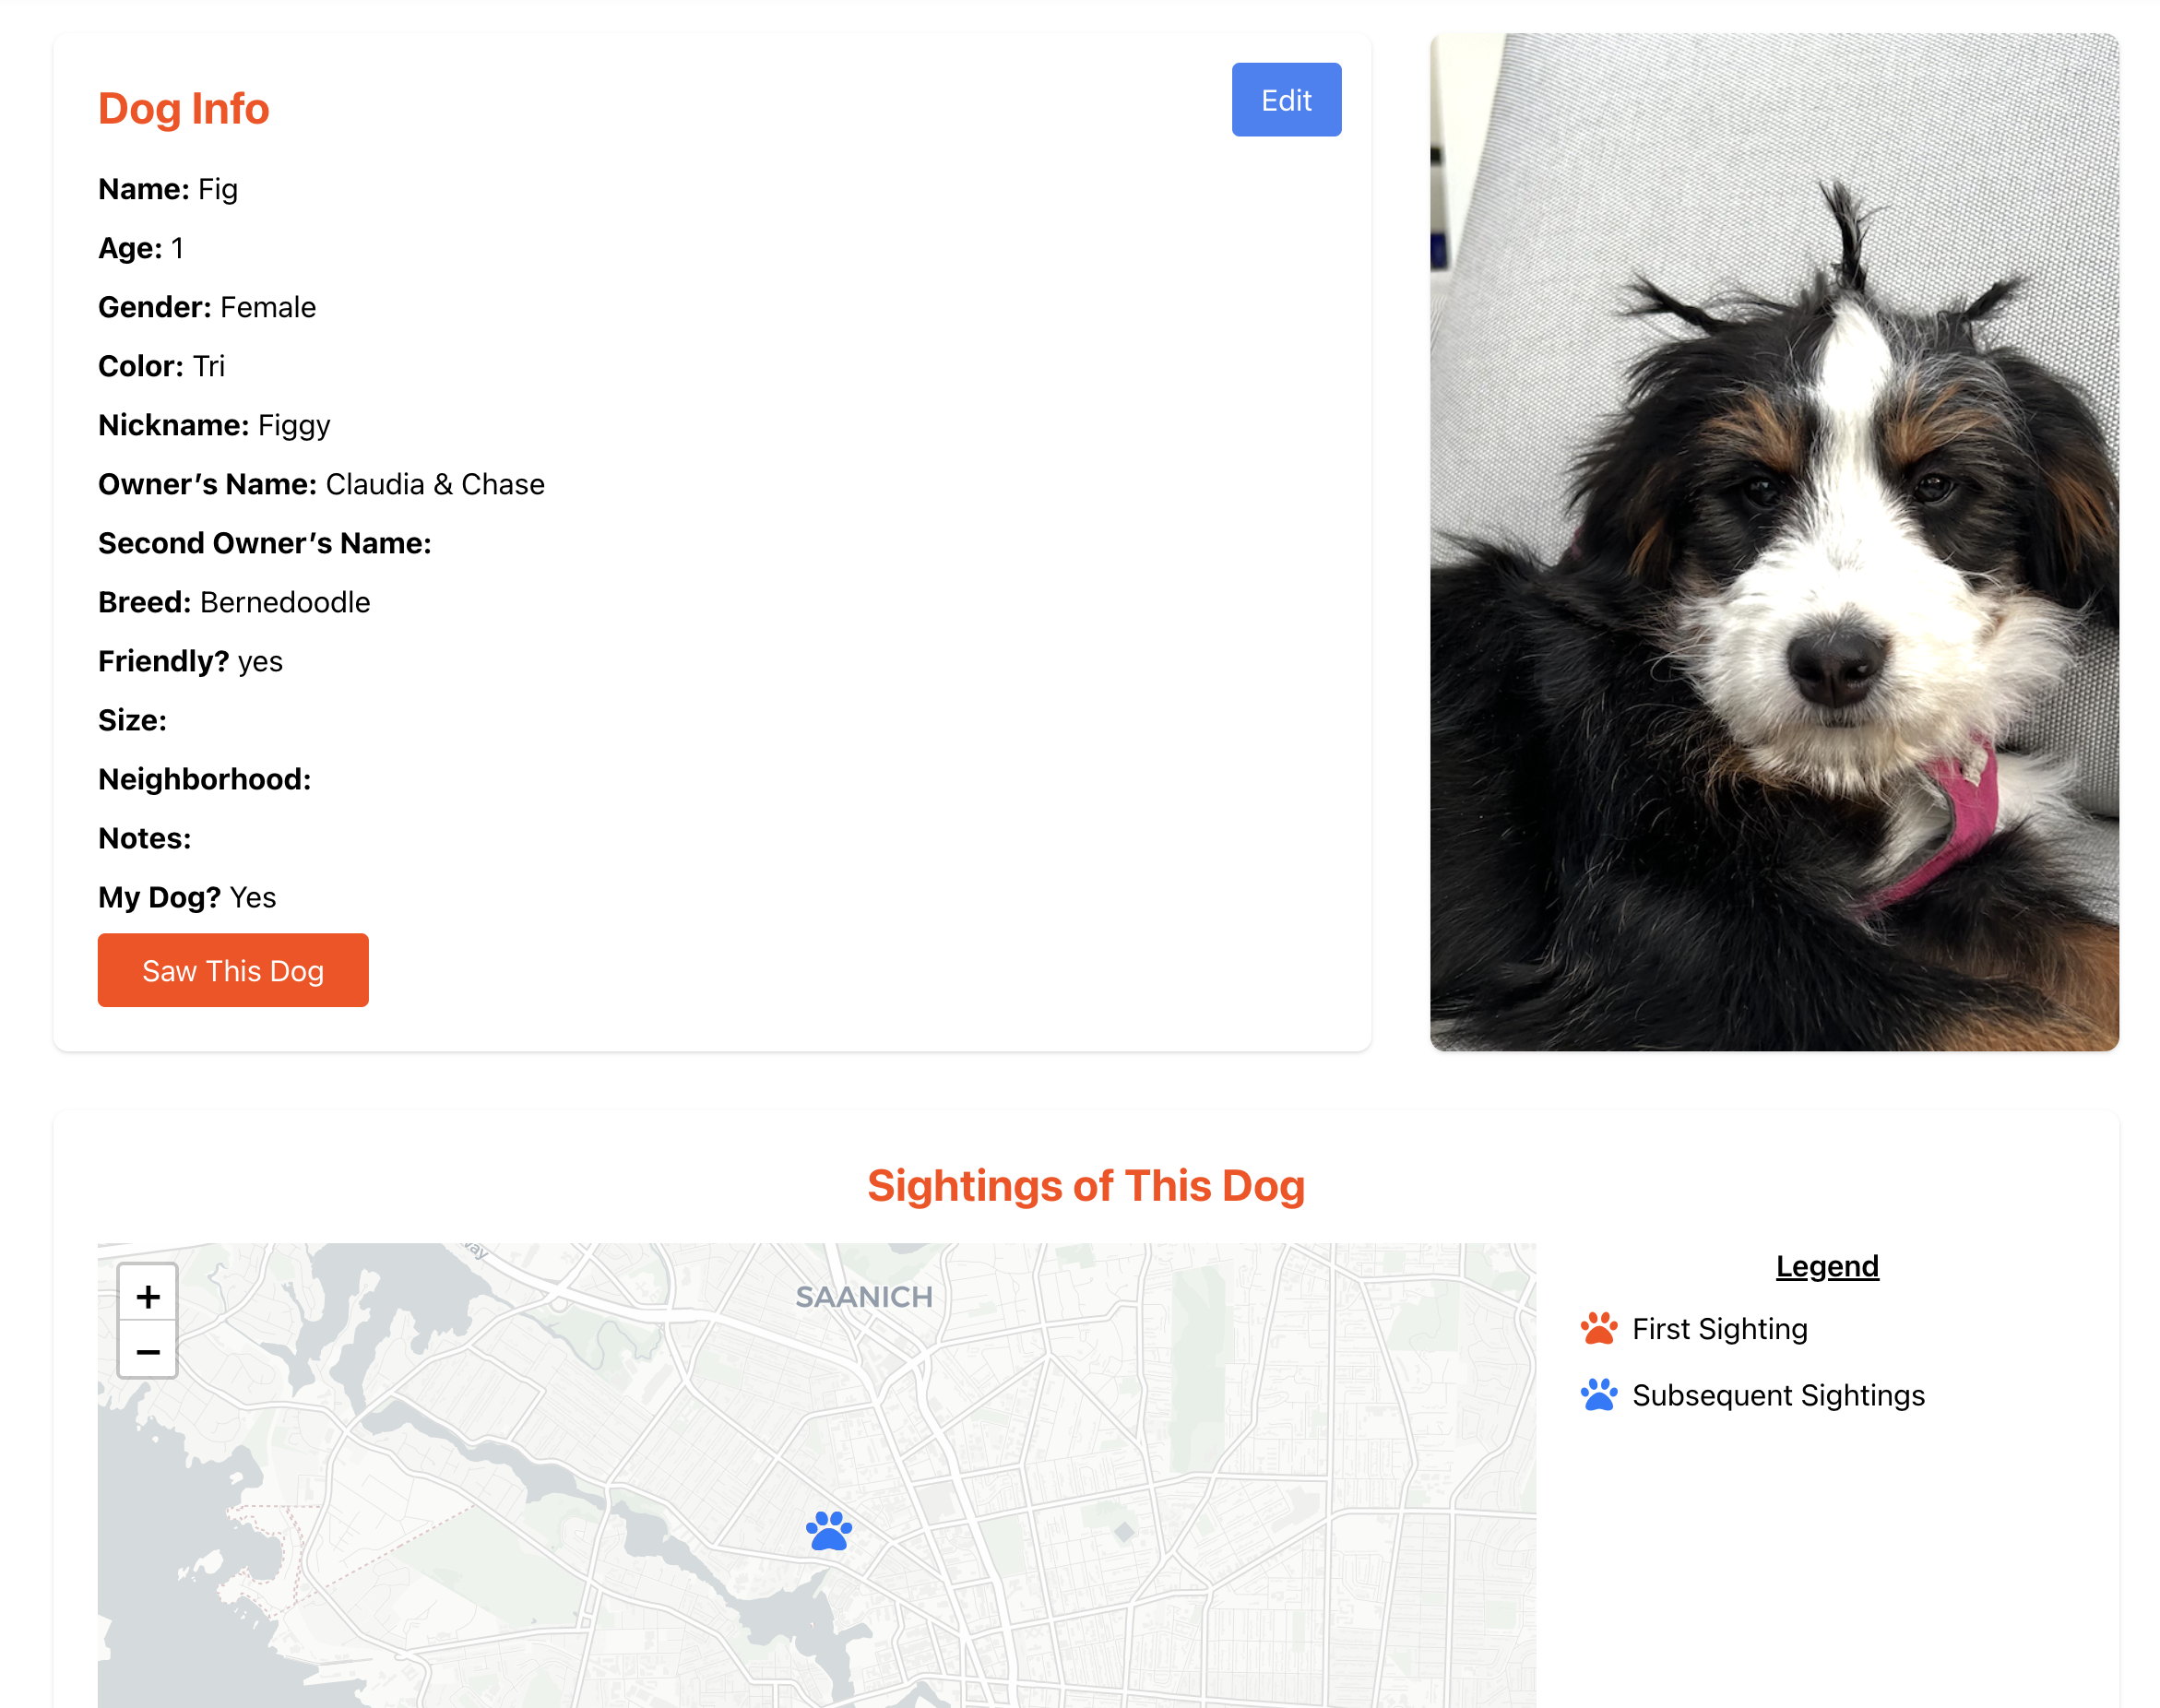 Dog Info
Edit
Name: Fig
Age: 1
Gender: Female
Color: Tri
Nickname: Figgy
Owner’s Name: Claudia & Chase
Second Owner’s Name:
Breed: Bernedoodle
Friendly? yes
Size:
Neighborhood:
Notes:
My Dog? Yes
Saw This Dog
Sightings of This Dog
+
−
way
SAANICH
Legend
First Sighting
Subsequent Sightings